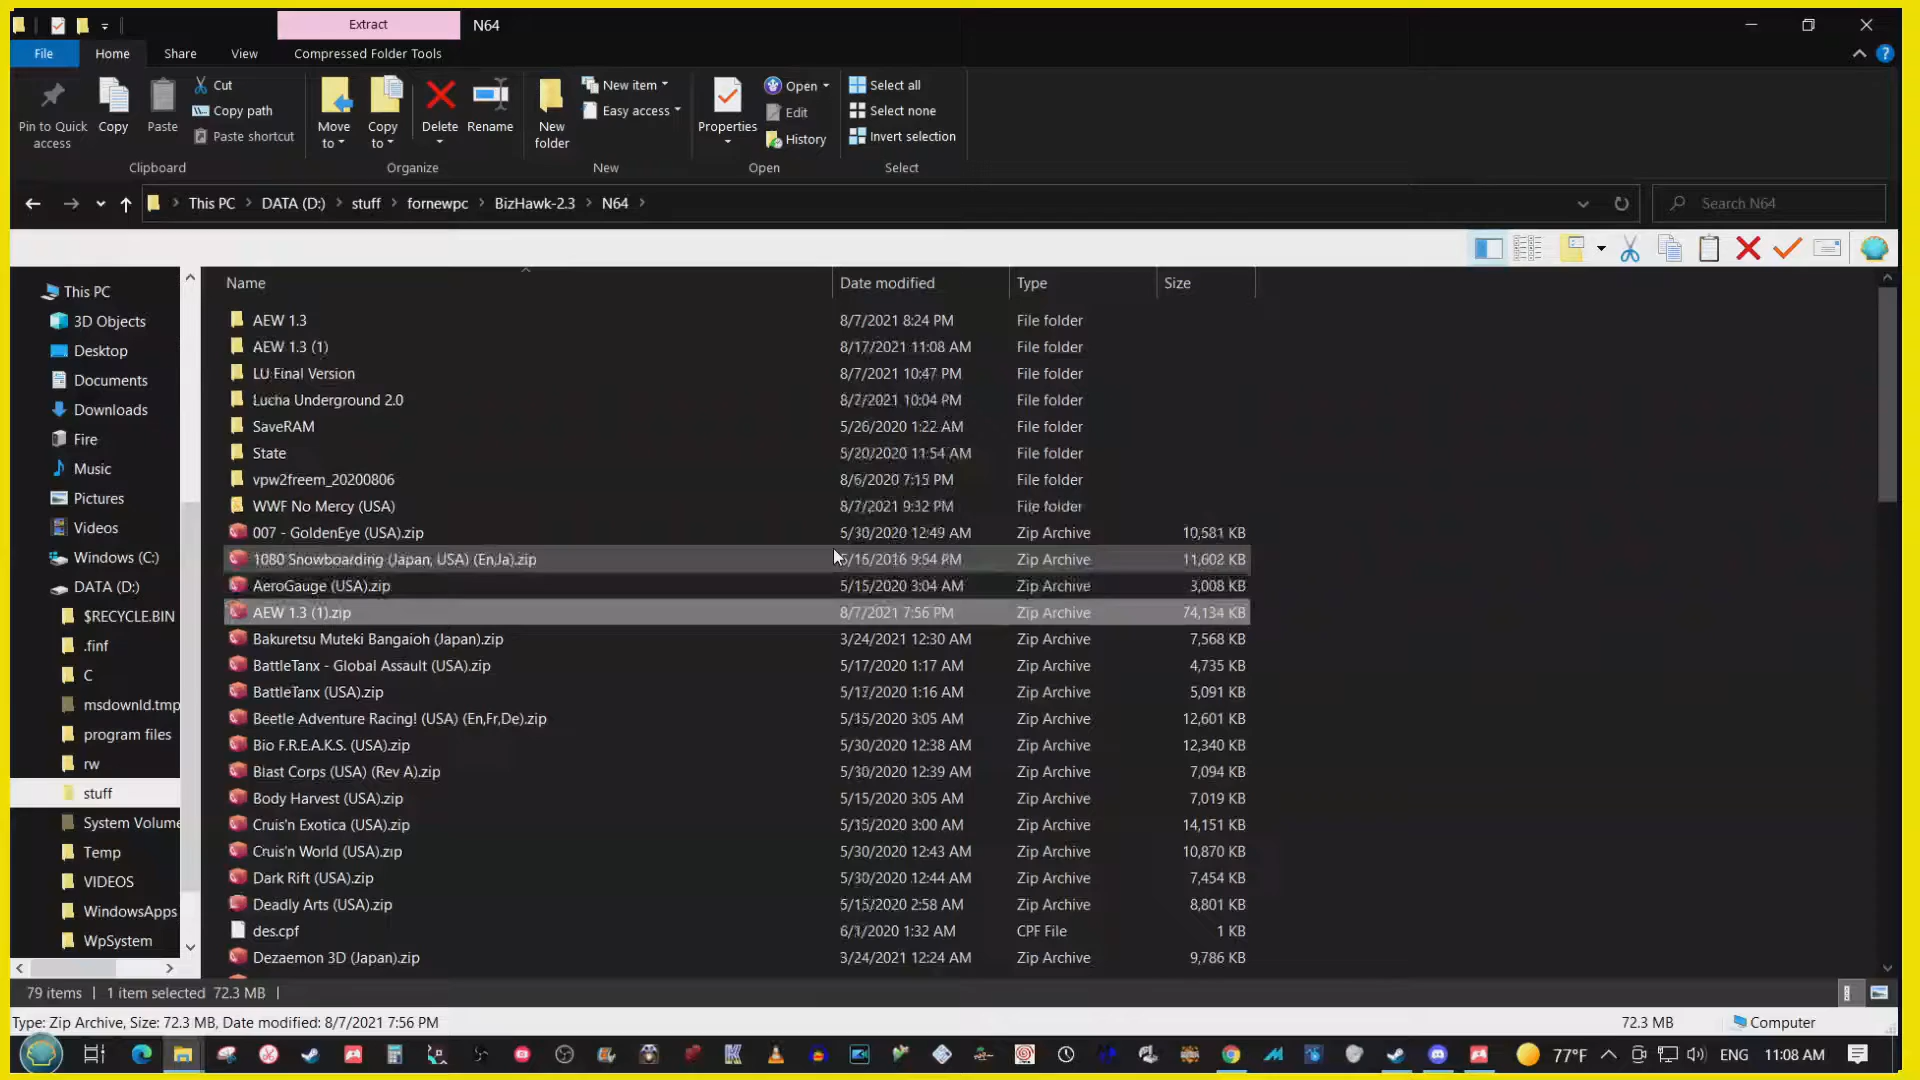 Extract
N64
File
Home
Share
View
Compressed Folder Tools
Pin to Quick access
Copy
Paste
Cut
Copy path
Paste shortcut
Clipboard
Move to
Copy to
Delete
Rename
Organize
New folder
New item
Easy access
New
Properties
Open
Edit
History
Open
Select all
Select none
Invert selection
Select
This PC
DATA (D:)
stuff
fornewpc
BizHawk-2.3
N64
Search N64
This PC
3D Objects
Desktop
Documents
Downloads
Fire
Music
Pictures
Videos
Windows (C:)
DATA (D:)
$RECYCLE.BIN
.finf
C
msdownld.tmp
program files
rw
stuff
System Volume
Temp
VIDEOS
WindowsApps
WpSystem
Name Date modified Type Size
AEW 1.3 8/7/2021 8:24 PM File folder
AEW 1.3 (1) 8/17/2021 11:08 AM File folder
LU Final Version 8/7/2021 10:47 PM File folder
Lucha Underground 2.0 8/7/2021 10:04 PM File folder
SaveRAM 5/26/2020 1:22 AM File folder
State 5/20/2020 11:54 AM File folder
vpw2freem_20200806 8/6/2020 7:15 PM File folder
WWF No Mercy (USA) 8/7/2021 9:32 PM File folder
007 - GoldenEye (USA).zip 5/30/2020 12:49 AM Zip Archive 10,581 KB
1080 Snowboarding (Japan, USA) (En,Ja).zip 5/16/2016 9:54 PM Zip Archive 11,602 KB
AeroGauge (USA).zip 5/15/2020 3:04 AM Zip Archive 3,008 KB
AEW 1.3 (1).zip 8/7/2021 7:56 PM Zip Archive 74,134 KB
Bakuretsu Muteki Bangaioh (Japan).zip 3/24/2021 12:30 AM Zip Archive 7,568 KB
BattleTanx - Global Assault (USA).zip 5/17/2020 1:17 AM Zip Archive 4,735 KB
BattleTanx (USA).zip 5/17/2020 1:16 AM Zip Archive 5,091 KB
Beetle Adventure Racing! (USA) (En,Fr,De).zip 5/15/2020 3:05 AM Zip Archive 12,601 KB
Bio F.R.E.A.K.S. (USA).zip 5/30/2020 12:38 AM Zip Archive 12,340 KB
Blast Corps (USA) (Rev A).zip 5/30/2020 12:39 AM Zip Archive 7,094 KB
Body Harvest (USA).zip 5/15/2020 3:05 AM Zip Archive 7,019 KB
Cruis'n Exotica (USA).zip 5/15/2020 3:00 AM Zip Archive 14,151 KB
Cruis'n World (USA).zip 5/30/2020 12:43 AM Zip Archive 10,870 KB
Dark Rift (USA).zip 5/30/2020 12:44 AM Zip Archive 7,454 KB
Deadly Arts (USA).zip 5/15/2020 2:58 AM Zip Archive 8,801 KB
des.cpf 6/1/2020 1:32 AM CPF File 1 KB
Dezaemon 3D (Japan).zip 3/24/2021 12:24 AM Zip Archive 9,786 KB
79 items 1 item selected 72.3 MB
Type: Zip Archive, Size: 72.3 MB, Date modified: 8/7/2021 7:56 PM 72.3 MB Computer
77°F ENG 11:08 AM